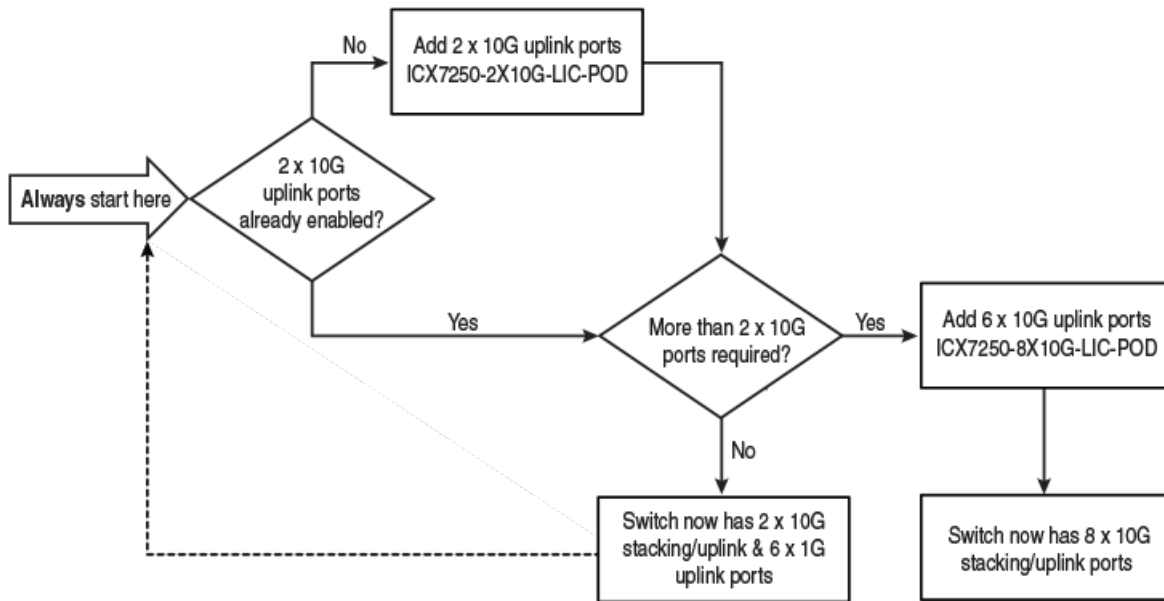 No
Add 2 x 10G uplink ports
ICX7250-2X10G-LIC-POD
Always start here
2 x 10G
uplink ports
already enabled?
Yes
More than 2 x 10G
ports required?
Yes
Add 6 x 10G uplink ports
ICX7250-8X10G-LIC-POD
No
Switch now has 2 x 10G
stacking/uplink & 6 x 1G
uplink ports
Switch now has 8 x 10G
stacking/uplink ports